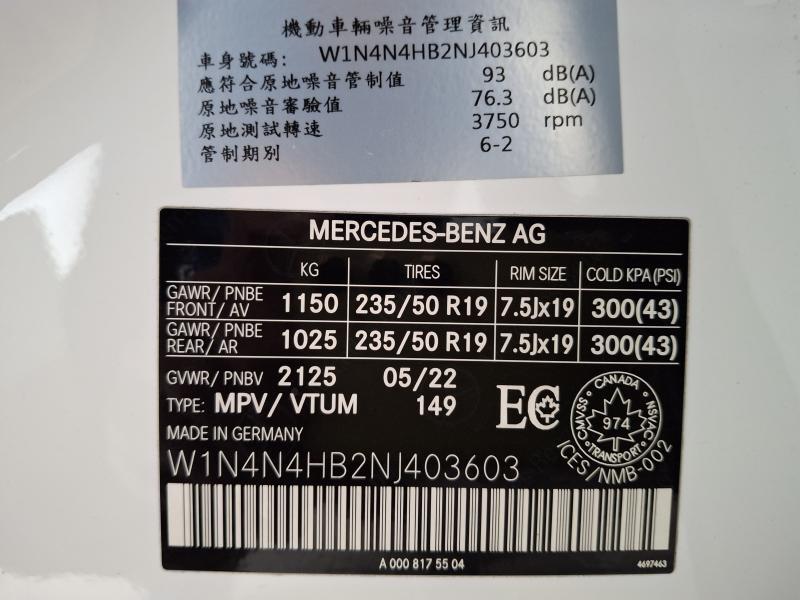 機動車輛噪音管理資訊
車身號碼: W1N4N4HB2NJ403603
應符合原地噪音管制值 93 dB(A)
原地噪音審驗值 76.3 dB(A)
原地測試轉速 3750 rpm
管制期別 6-2
MERCEDES-BENZ AG
KG TIRES RIM SIZE COLD KPA (PSI)
GAWR/ PNBE
FRONT/ AV 1150 235/50 R19 7.5Jx19 300(43)
GAWR/ PNBE
REAR/ AR 1025 235/50 R19 7.5Jx19 300(43)
GVWR/ PNBV 2125 05/22
TYPE: MPV/ VTUM 149
EC
CANADA
CMVSS NSVAC
974
TRANSPORT
ICES/NMB-002
MADE IN GERMANY
W1N4N4HB2NJ403603
A 000 817 55 04
4697463